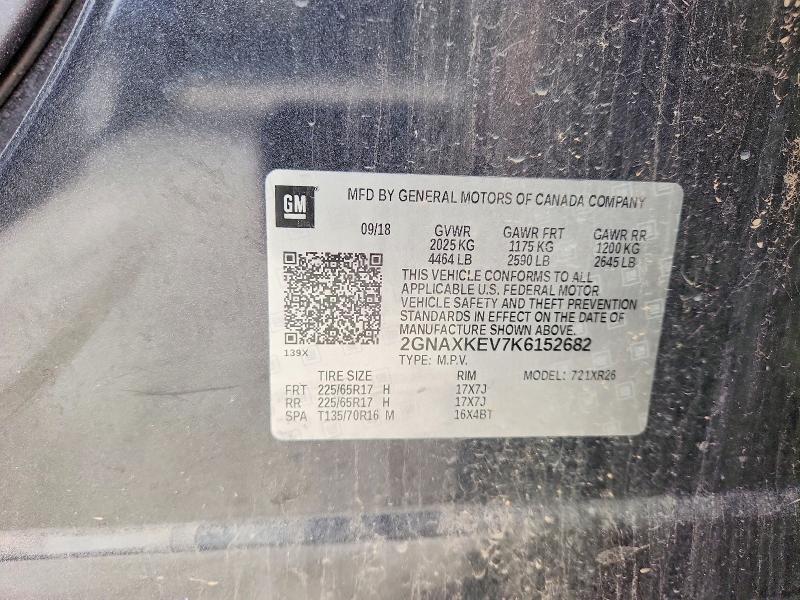 GM
MFD BY GENERAL MOTORS OF CANADA COMPANY
09/18 GVWR GAWR FRT GAWR RR
2025 KG 1175 KG 1200 KG
4464 LB 2590 LB 2645 LB
THIS VEHICLE CONFORMS TO ALL
APPLICABLE U.S. FEDERAL MOTOR
VEHICLE SAFETY AND THEFT PREVENTION
STANDARDS IN EFFECT ON THE DATE OF
MANUFACTURE SHOWN ABOVE.
2GNAXKEV7K6152682
139X
TYPE: M.P.V.
TIRE SIZE RIM MODEL: 721XR26
FRT 225/65R17 H 17X7J
RR 225/65R17 H 17X7J
SPA T135/70R16 M 16X4BT